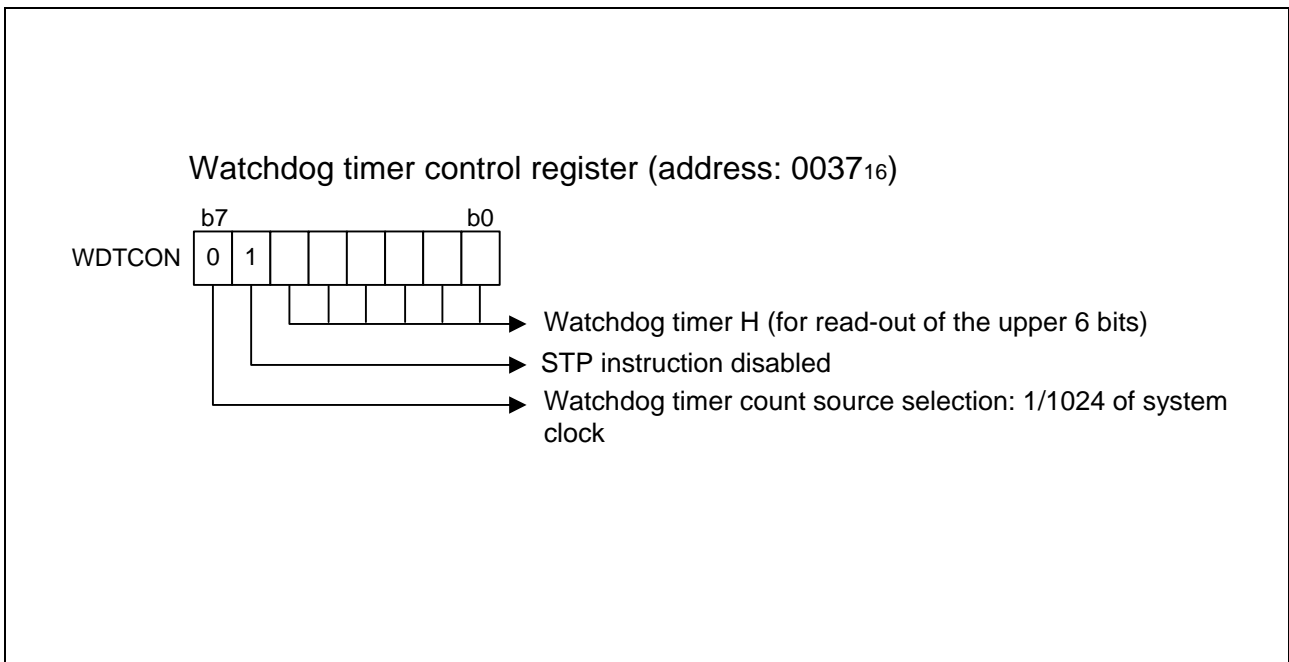 Watchdog timer control register (address: 0037₁₆)
b7 b0
WDTCON 0 1
Watchdog timer H (for read-out of the upper 6 bits)
STP instruction disabled
Watchdog timer count source selection: 1/1024 of system
clock